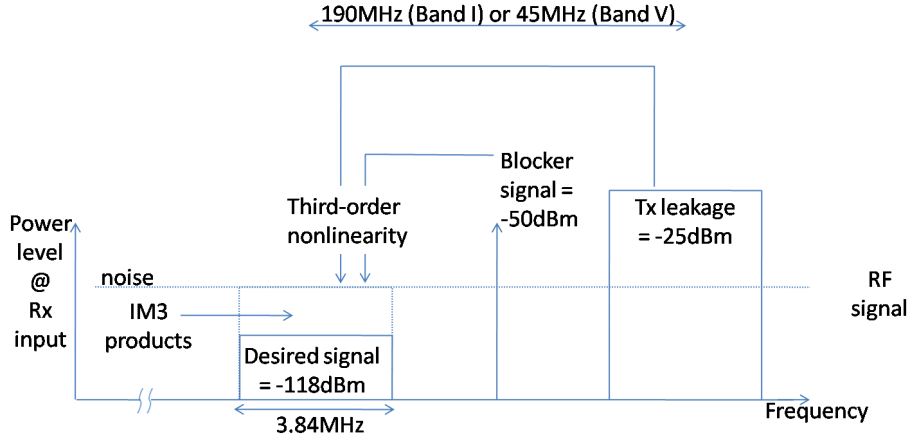 190MHz (Band I) or 45MHz (Band V)
Blocker
signal =
-50dBm
Third-order
nonlinearity
Tx leakage
= -25dBm
Power
level
@
Rx
input
noise
IM3
products
RF
signal
Desired signal
= -118dBm
3.84MHz
Frequency